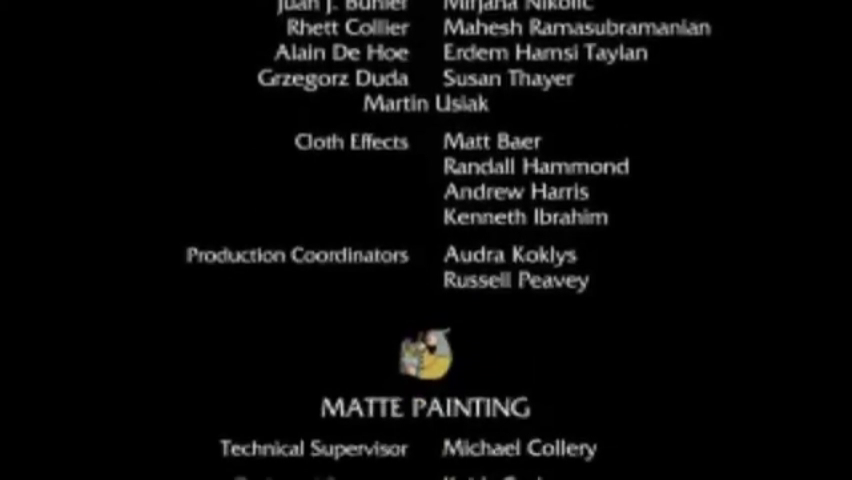 Juan J. Buhler Mirjana Nikolic
Rhett Collier Mahesh Ramasubramanian
Alain De Hoe Erdem Hamsi Taylan
Grzegorz Duda Susan Thayer
Martin Usiak
Cloth Effects Matt Baer
Randall Hammond
Andrew Harris
Kenneth Ibrahim
Production Coordinators Audra Koklys
Russell Peavey
MATTE PAINTING
Technical Supervisor Michael Collery